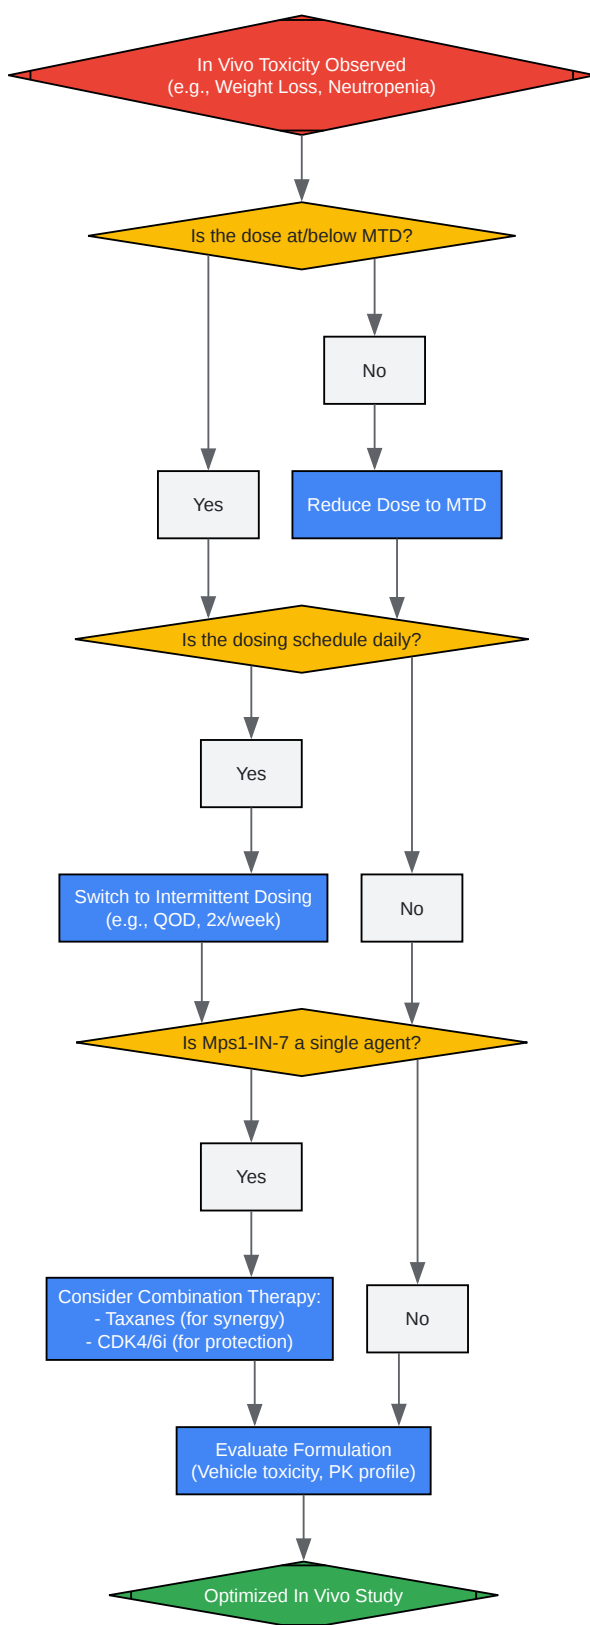 In Vivo Toxicity Observed
(e.g., Weight Loss, Neutropenia)
Is the dose at/below MTD?
No
Yes
Reduce Dose to MTD
Is the dosing schedule daily?
Yes
Switch to Intermittent Dosing
(e.g., QOD, 2x/week)
No
Is Mps1-IN-7 a single agent?
Yes
Consider Combination Therapy:
- Taxanes (for synergy)
- CDK4/6i (for protection)
No
Evaluate Formulation
(Vehicle toxicity, PK profile)
Optimized In Vivo Study